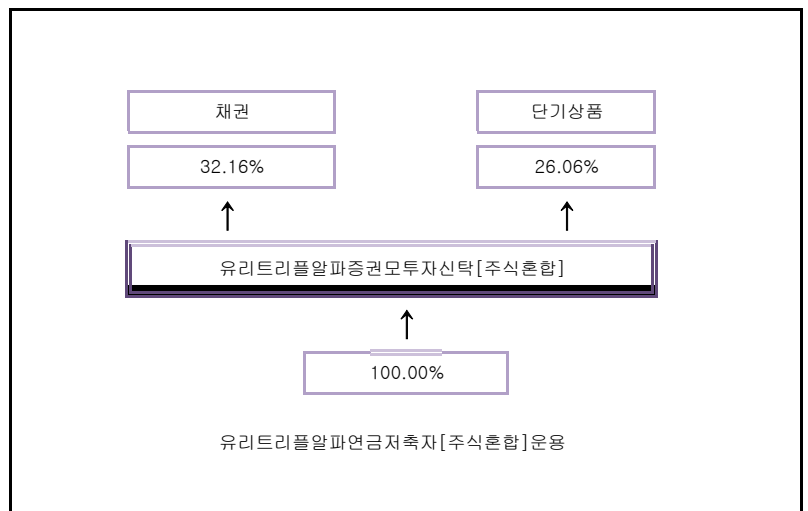 채권
단기상품
32.16%
26.06%
유리트리플알파증권모투자신탁[주식혼합]
100.00%
유리트리플알파연금저축자[주식혼합]운용